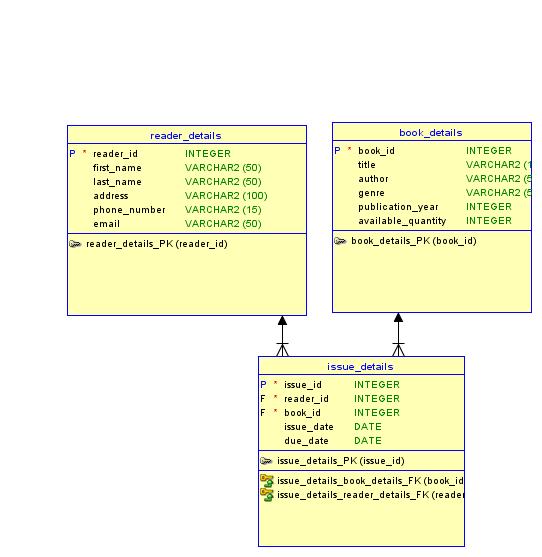 reader_details
P * reader_id INTEGER
first_name VARCHAR2 (50)
last_name VARCHAR2 (50)
address VARCHAR2 (100)
phone_number VARCHAR2 (15)
email VARCHAR2 (50)
reader_details_PK (reader_id)
book_details
P * book_id INTEGER
title VARCHAR2 (1
author VARCHAR2 (5
genre VARCHAR2 (5
publication_year INTEGER
available_quantity INTEGER
book_details_PK (book_id)
issue_details
P * issue_id INTEGER
F * reader_id INTEGER
F * book_id INTEGER
issue_date DATE
due_date DATE
issue_details_PK (issue_id)
issue_details_book_details_FK (book_id
issue_details_reader_details_FK (reader